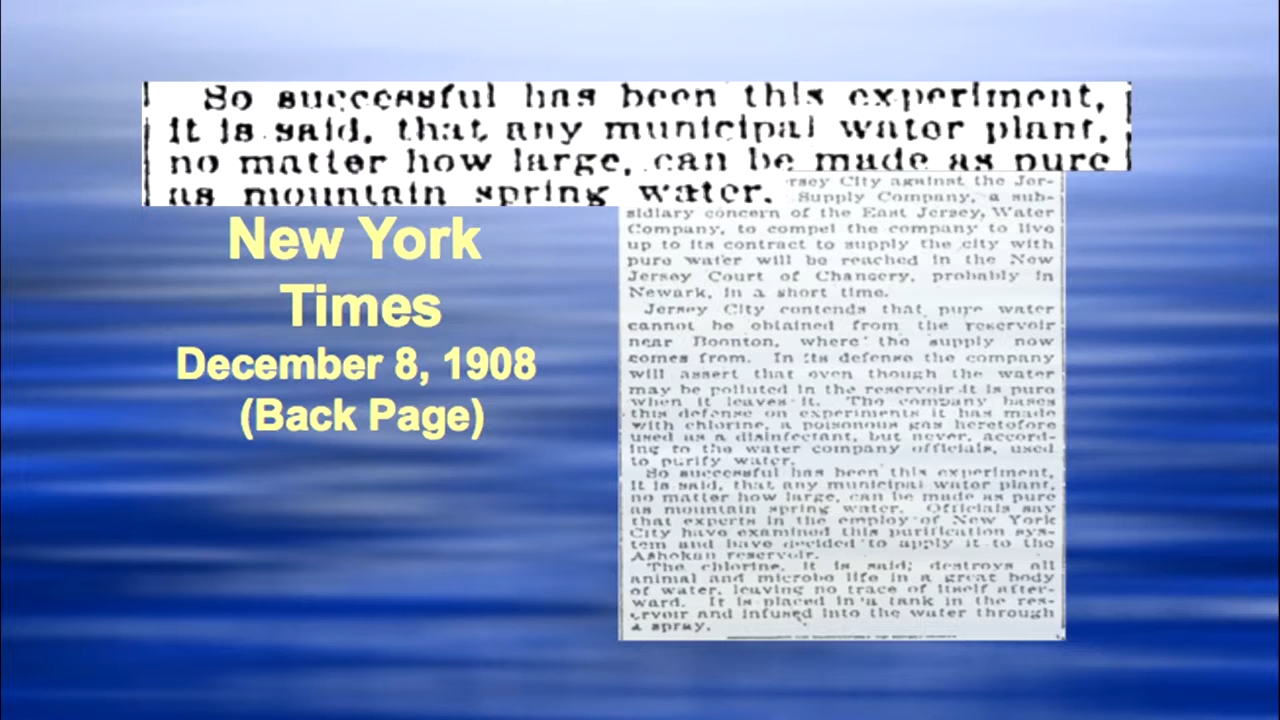 So successful has been this experiment,
it is said, that any municipal water plant,
no matter how large, can be made as pure
as mountain spring water.
New York
Times
December 8, 1908
(Back Page)
rsey City against the Jer-
Supply Company, a sub-
sidiary concern of the East Jersey, Water
Company, to compel the company to live
up to its contract to supply the city with
pure water will be reached in the New
Jersey Court of Chancery, probably in
Newark, in a short time.
Jersey City contends that pure water
cannot be obtained from the reservoir
near Boonton, where the supply now
comes from. In its defense the company
will assert that even though the water
may be polluted in the reservoir it is pure
when it leaves it. The company bases
this defense on experiments it has made
with chlorine, a poisonous gas heretofore
used as a disinfectant, but never, accord-
ing to the water company officials, used
to purify water.
So successful has been this experiment,
it is said, that any municipal water plant,
no matter how large, can be made as pure
as mountain spring water. Officials say
that experts in the employ of New York
City have examined this purification sys-
tem and have decided to apply it to the
Ashokan reservoir.
The chlorine, it is said, destroys all
animal and microbe life in a great body
of water, leaving no trace of itself after-
ward. It is placed in a tank in the res-
ervoir and infused into the water through
a spray.